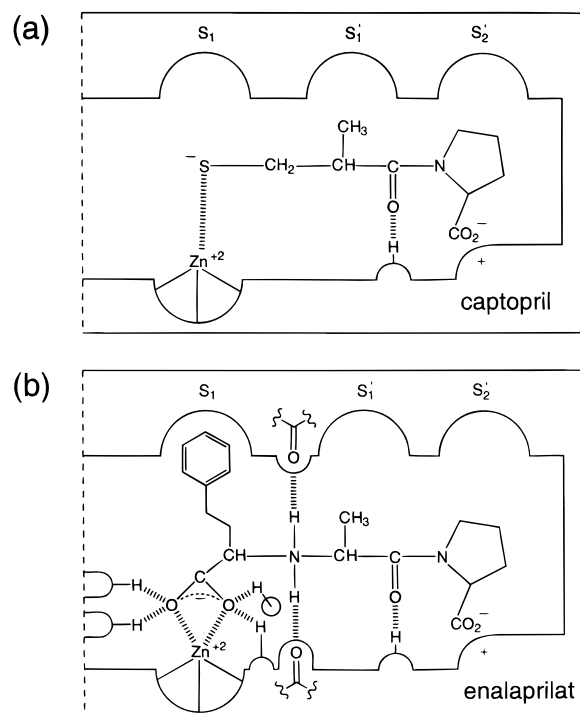 (a)
S₁ S₁' S₂'
CH₃
⁻S CH₂ CH C N
O
H
CO₂⁻
Zn⁺²
+
captopril
(b)
S₁ S₁' S₂'
O
H
CH₃
CH N CH C N
C
H O − O H H O
H H H
CO₂⁻
Zn⁺²
O
+
enalaprilat